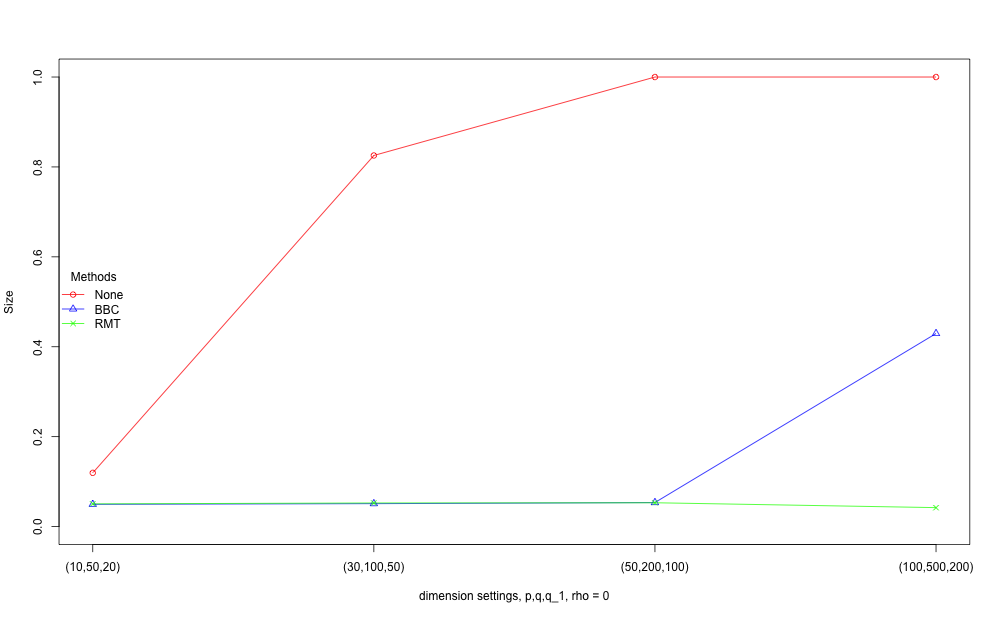 1.0
0.8
0.6
0.4
0.2
0.0
Size
Methods
None
BBC
RMT
(10,50,20)
(30,100,50)
(50,200,100)
(100,500,200)
dimension settings, p,q,q_1, rho = 0